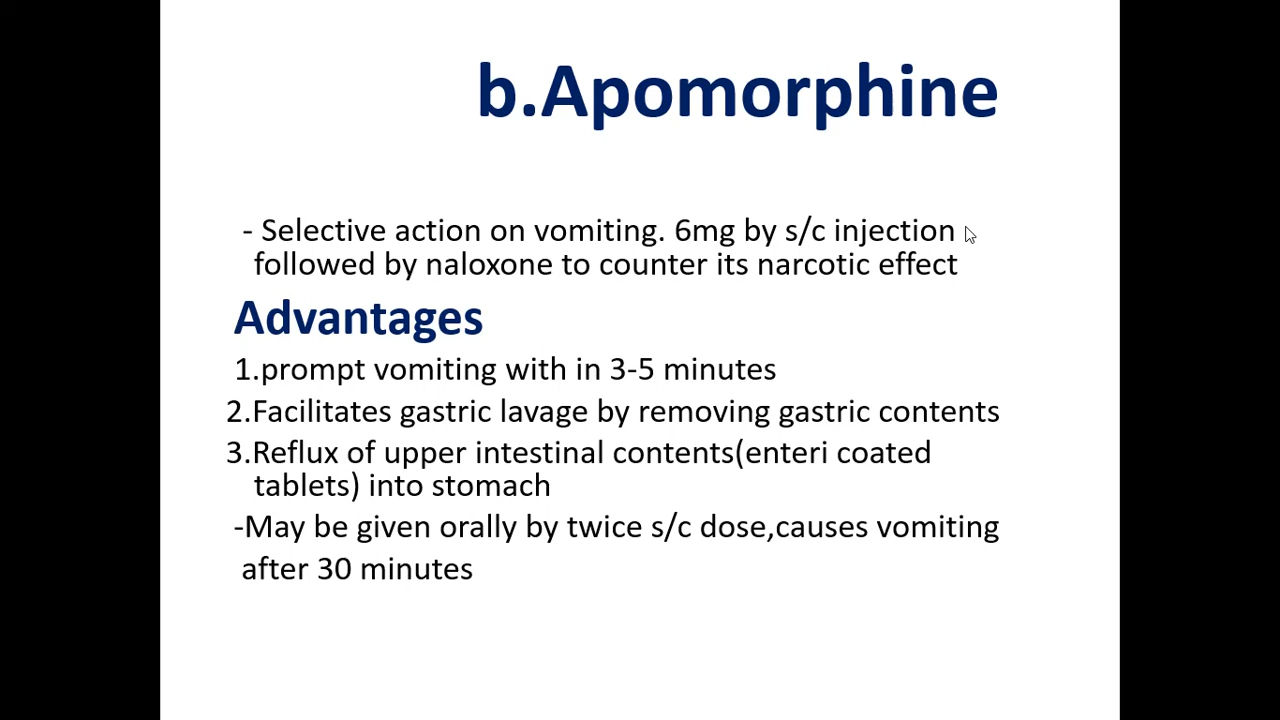 b.Apomorphine
- Selective action on vomiting. 6mg by s/c injection
followed by naloxone to counter its narcotic effect
Advantages
1.prompt vomiting with in 3-5 minutes
2.Facilitates gastric lavage by removing gastric contents
3.Reflux of upper intestinal contents(enteri coated
tablets) into stomach
-May be given orally by twice s/c dose,causes vomiting
after 30 minutes